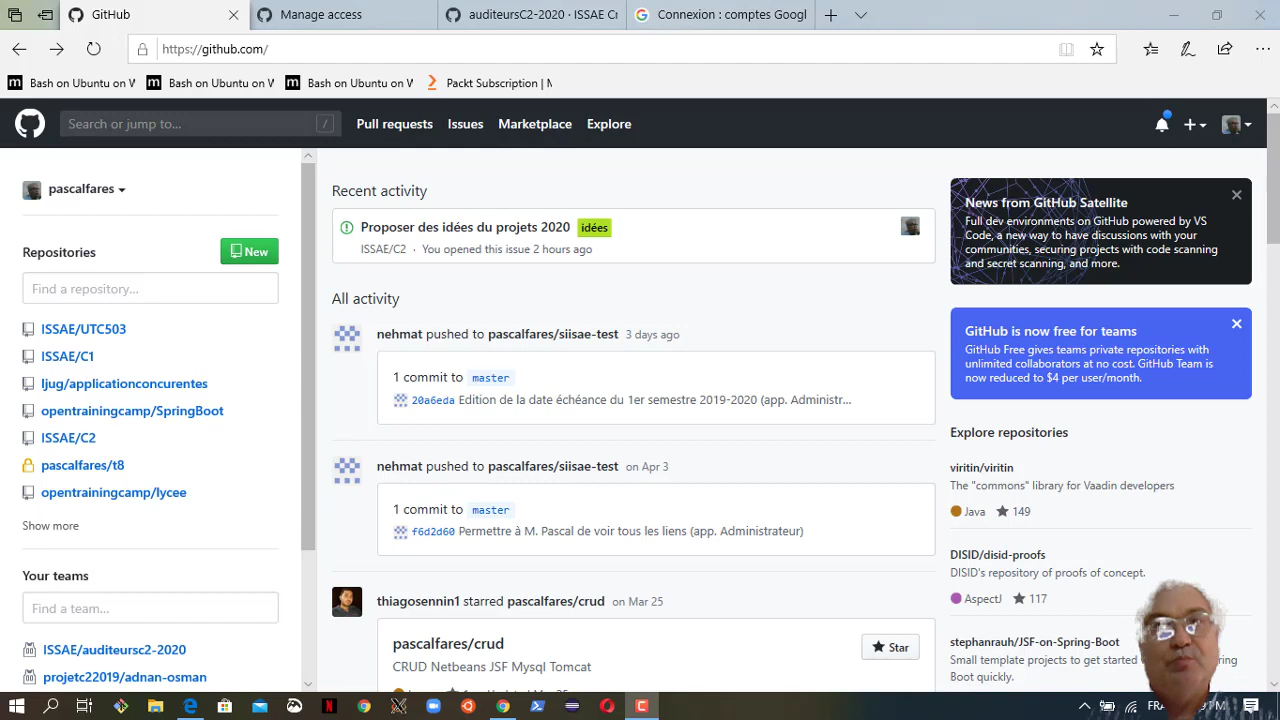 GitHub
Manage access
auditeursC2-2020 · ISSAE Cr
Connexion : comptes Googl
https://github.com/
Bash on Ubuntu on W
Bash on Ubuntu on W
Bash on Ubuntu on W
Packt Subscription | M
Search or jump to...
/
Pull requests
Issues
Marketplace
Explore
pascalfares
Repositories
New
Find a repository...
ISSAE/UTC503
ISSAE/C1
ljug/applicationconcurentes
opentrainingcamp/SpringBoot
ISSAE/C2
pascalfares/t8
opentrainingcamp/lycee
Show more
Your teams
Find a team...
ISSAE/auditeursc2-2020
projetc22019/adnan-osman
Recent activity
Proposer des idées du projets 2020 idées
ISSAE/C2 · You opened this issue 2 hours ago
All activity
nehmat pushed to pascalfares/siisae-test 3 days ago
1 commit to master
20a6eda Edition de la date échéance du 1er semestre 2019-2020 (app. Administr...
nehmat pushed to pascalfares/siisae-test on Apr 3
1 commit to master
f6d2d60 Permettre à M. Pascal de voir tous les liens (app. Administrateur)
thiagosennin1 starred pascalfares/crud on Mar 25
pascalfares/crud
Star
CRUD Netbeans JSF Mysql Tomcat
News from GitHub Satellite
Full dev environments on GitHub powered by VS
Code, a new way to have discussions with your
communities, securing projects with code scanning
and secret scanning, and more.
GitHub is now free for teams
GitHub Free gives teams private repositories with
unlimited collaborators at no cost. GitHub Team is
now reduced to $4 per user/month.
Explore repositories
viritin/viritin
The "commons" library for Vaadin developers
Java 149
DISID/disid-proofs
DISID's repository of proofs of concept.
AspectJ 117
stephanrauh/JSF-on-Spring-Boot
Small template projects to get started
ring
Boot quickly.
FRA
PM